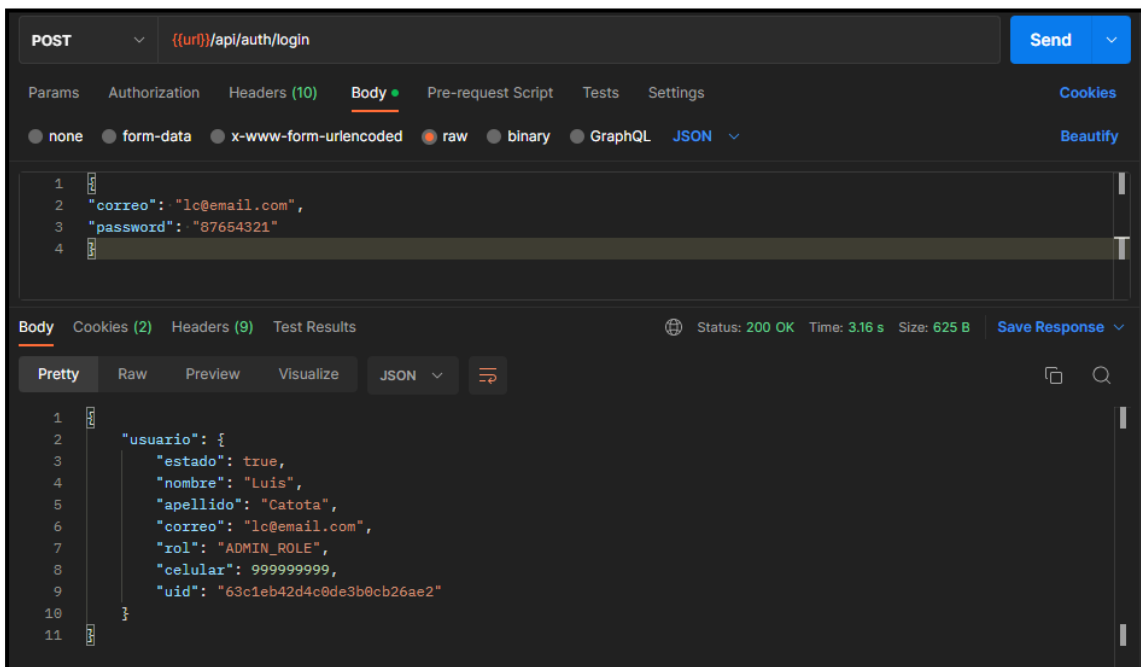 POST {{url}}/api/auth/login Send
Params Authorization Headers (10) Body Pre-request Script Tests Settings Cookies
none form-data x-www-form-urlencoded raw binary GraphQL JSON Beautify
1 {
2 "correo": "lc@email.com",
3 "password": "87654321"
4 }
Body Cookies (2) Headers (9) Test Results Status: 200 OK Time: 3.16 s Size: 625 B Save Response
Pretty Raw Preview Visualize JSON
1 {
2 "usuario": {
3 "estado": true,
4 "nombre": "Luis",
5 "apellido": "Catota",
6 "correo": "lc@email.com",
7 "rol": "ADMIN_ROLE",
8 "celular": 999999999,
9 "uid": "63c1eb42d4c0de3b0cb26ae2"
10 }
11 }